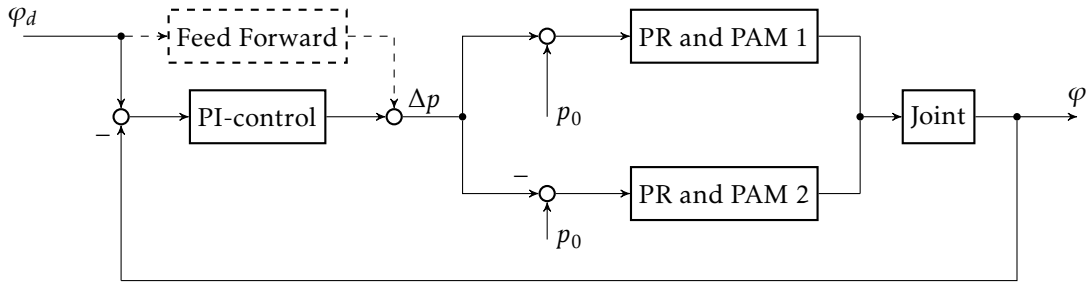 φ_d
Feed Forward
PR and PAM 1
Δp
p_0
−
PI-control
Joint
φ
−
PR and PAM 2
p_0